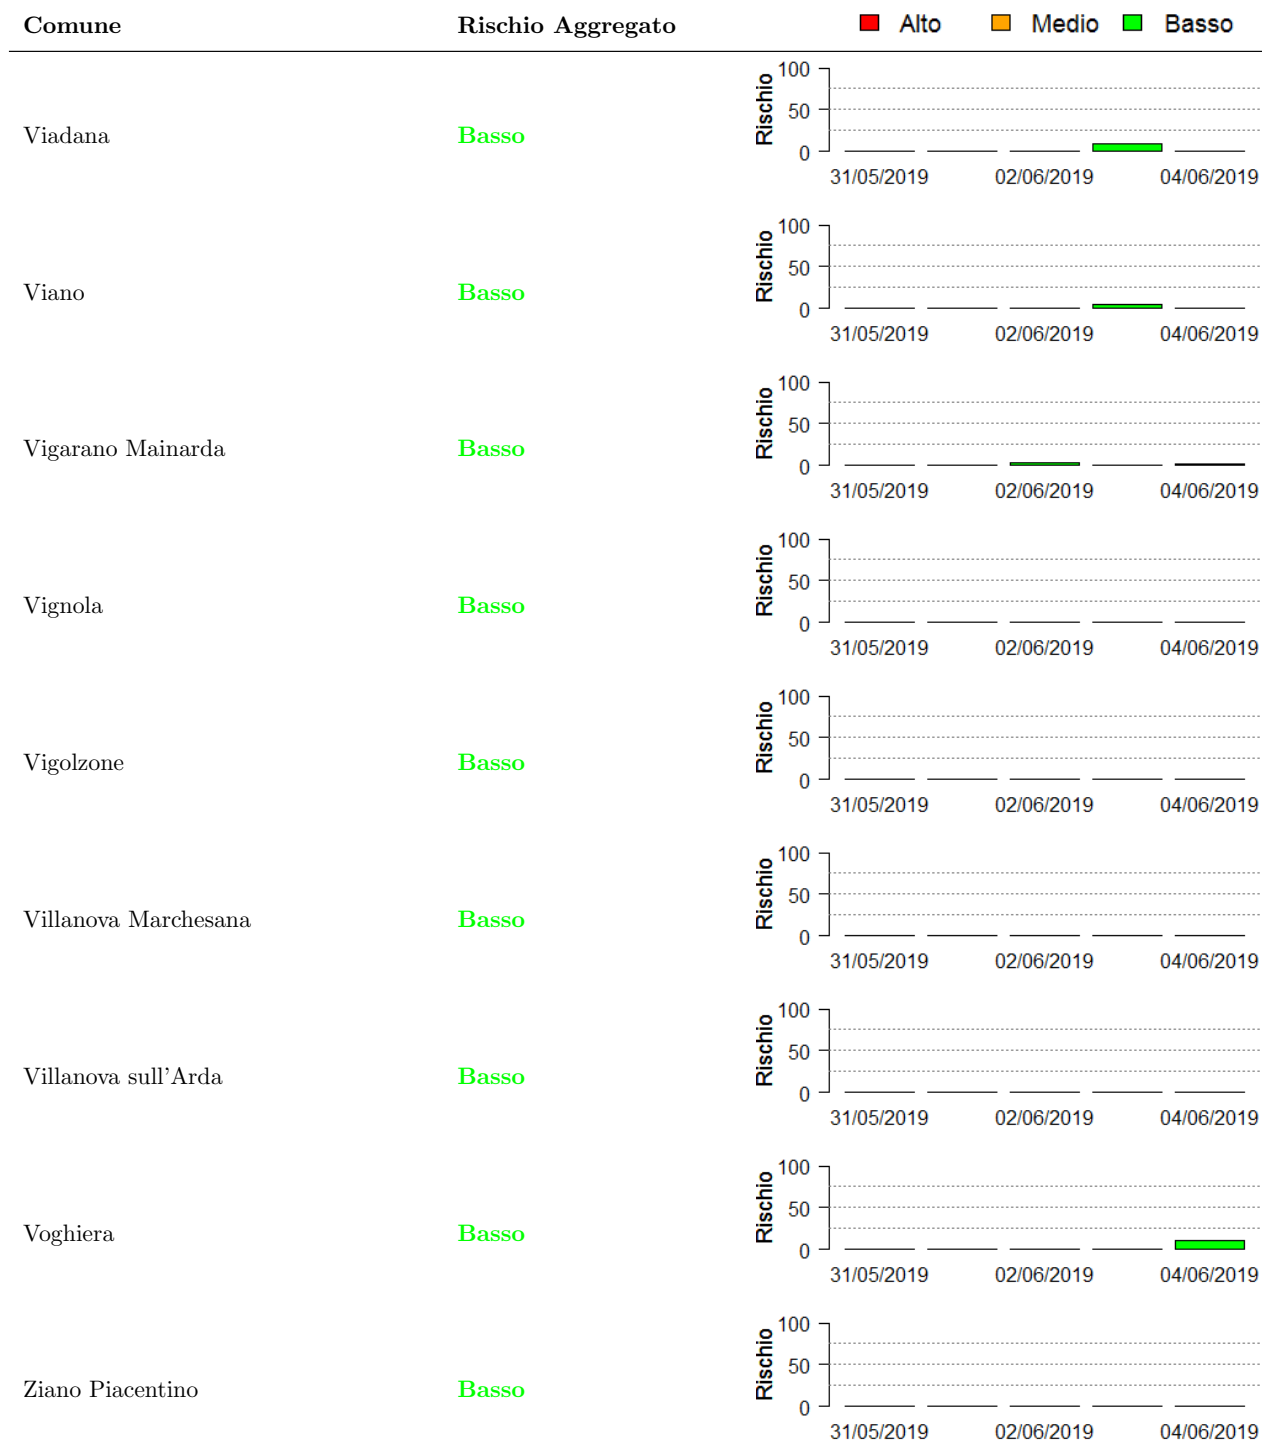 Comune Rischio Aggregato Alto Medio Basso
Viadana Basso Rischio 100 50 0
31/05/2019 02/06/2019 04/06/2019
Viano Basso Rischio 100 50 0
31/05/2019 02/06/2019 04/06/2019
Vigarano Mainarda Basso Rischio 100 50 0
31/05/2019 02/06/2019 04/06/2019
Vignola Basso Rischio 100 50 0
31/05/2019 02/06/2019 04/06/2019
Vigolzone Basso Rischio 100 50 0
31/05/2019 02/06/2019 04/06/2019
Villanova Marchesana Basso Rischio 100 50 0
31/05/2019 02/06/2019 04/06/2019
Villanova sull'Arda Basso Rischio 100 50 0
31/05/2019 02/06/2019 04/06/2019
Voghiera Basso Rischio 100 50 0
31/05/2019 02/06/2019 04/06/2019
Ziano Piacentino Basso Rischio 100 50 0
31/05/2019 02/06/2019 04/06/2019